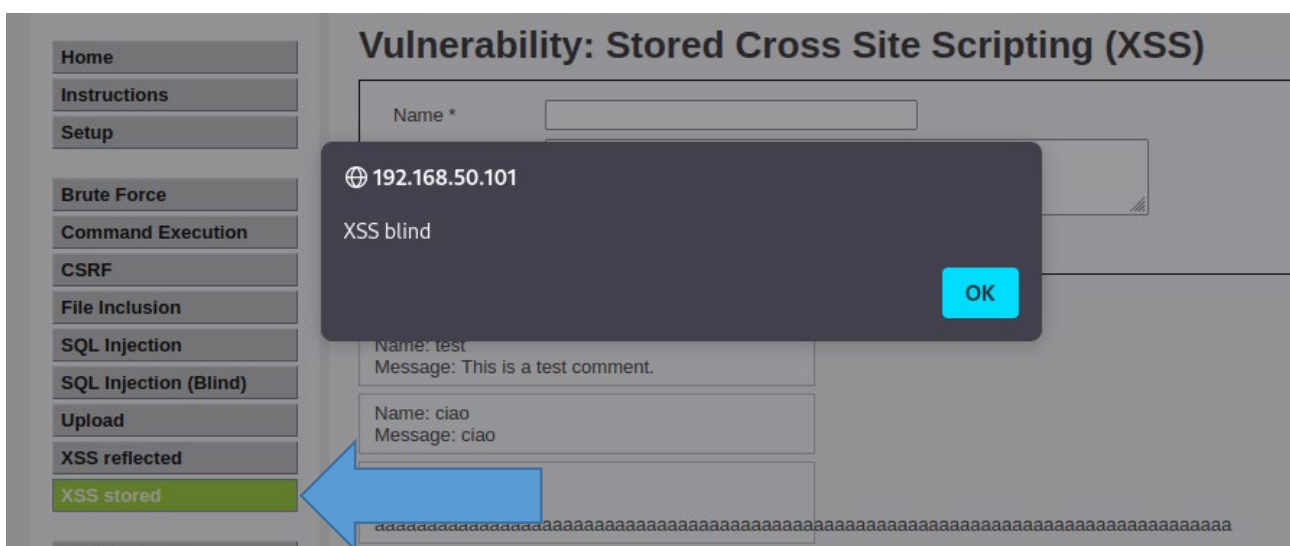 Vulnerability: Stored Cross Site Scripting (XSS)
Home
Instructions
Setup
Brute Force
Command Execution
CSRF
File Inclusion
SQL Injection
SQL Injection (Blind)
Upload
XSS reflected
XSS stored
Name *
192.168.50.101
XSS blind
OK
Name: test
Message: This is a test comment.
Name: ciao
Message: ciao